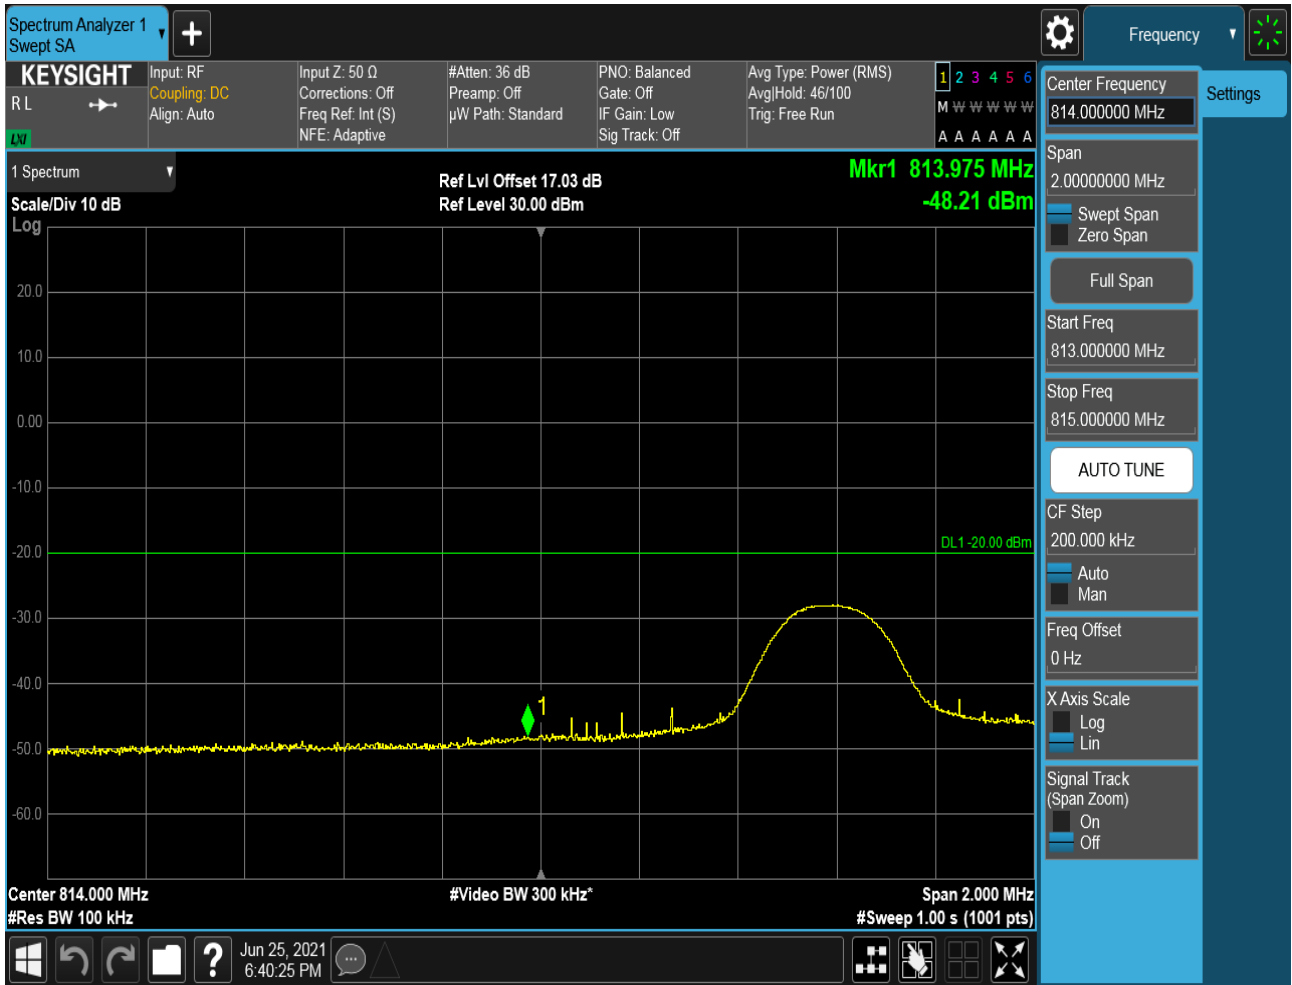 Spectrum Analyzer 1
Swept SA
Frequency
KEYSIGHT
R L
LXI
Input: RF
Coupling: DC
Align: Auto
Input Z: 50 Ω
Corrections: Off
Freq Ref: Int (S)
NFE: Adaptive
#Atten: 36 dB
Preamp: Off
µW Path: Standard
PNO: Balanced
Gate: Off
IF Gain: Low
Sig Track: Off
Avg Type: Power (RMS)
Avg|Hold: 46/100
Trig: Free Run
1 2 3 4 5 6
M W W W W W
A A A A A A
1 Spectrum
Scale/Div 10 dB
Log
Ref Lvl Offset 17.03 dB
Ref Level 30.00 dBm
Mkr1 813.975 MHz
-48.21 dBm
20.0
10.0
0.00
-10.0
-20.0
-30.0
-40.0
-50.0
-60.0
DL1 -20.00 dBm
1
Center 814.000 MHz
#Res BW 100 kHz
#Video BW 300 kHz*
Span 2.000 MHz
#Sweep 1.00 s (1001 pts)
Center Frequency
814.000000 MHz
Settings
Span
2.00000000 MHz
Swept Span
Zero Span
Full Span
Start Freq
813.000000 MHz
Stop Freq
815.000000 MHz
AUTO TUNE
CF Step
200.000 kHz
Auto
Man
Freq Offset
0 Hz
X Axis Scale
Log
Lin
Signal Track
(Span Zoom)
On
Off
?
Jun 25, 2021
6:40:25 PM